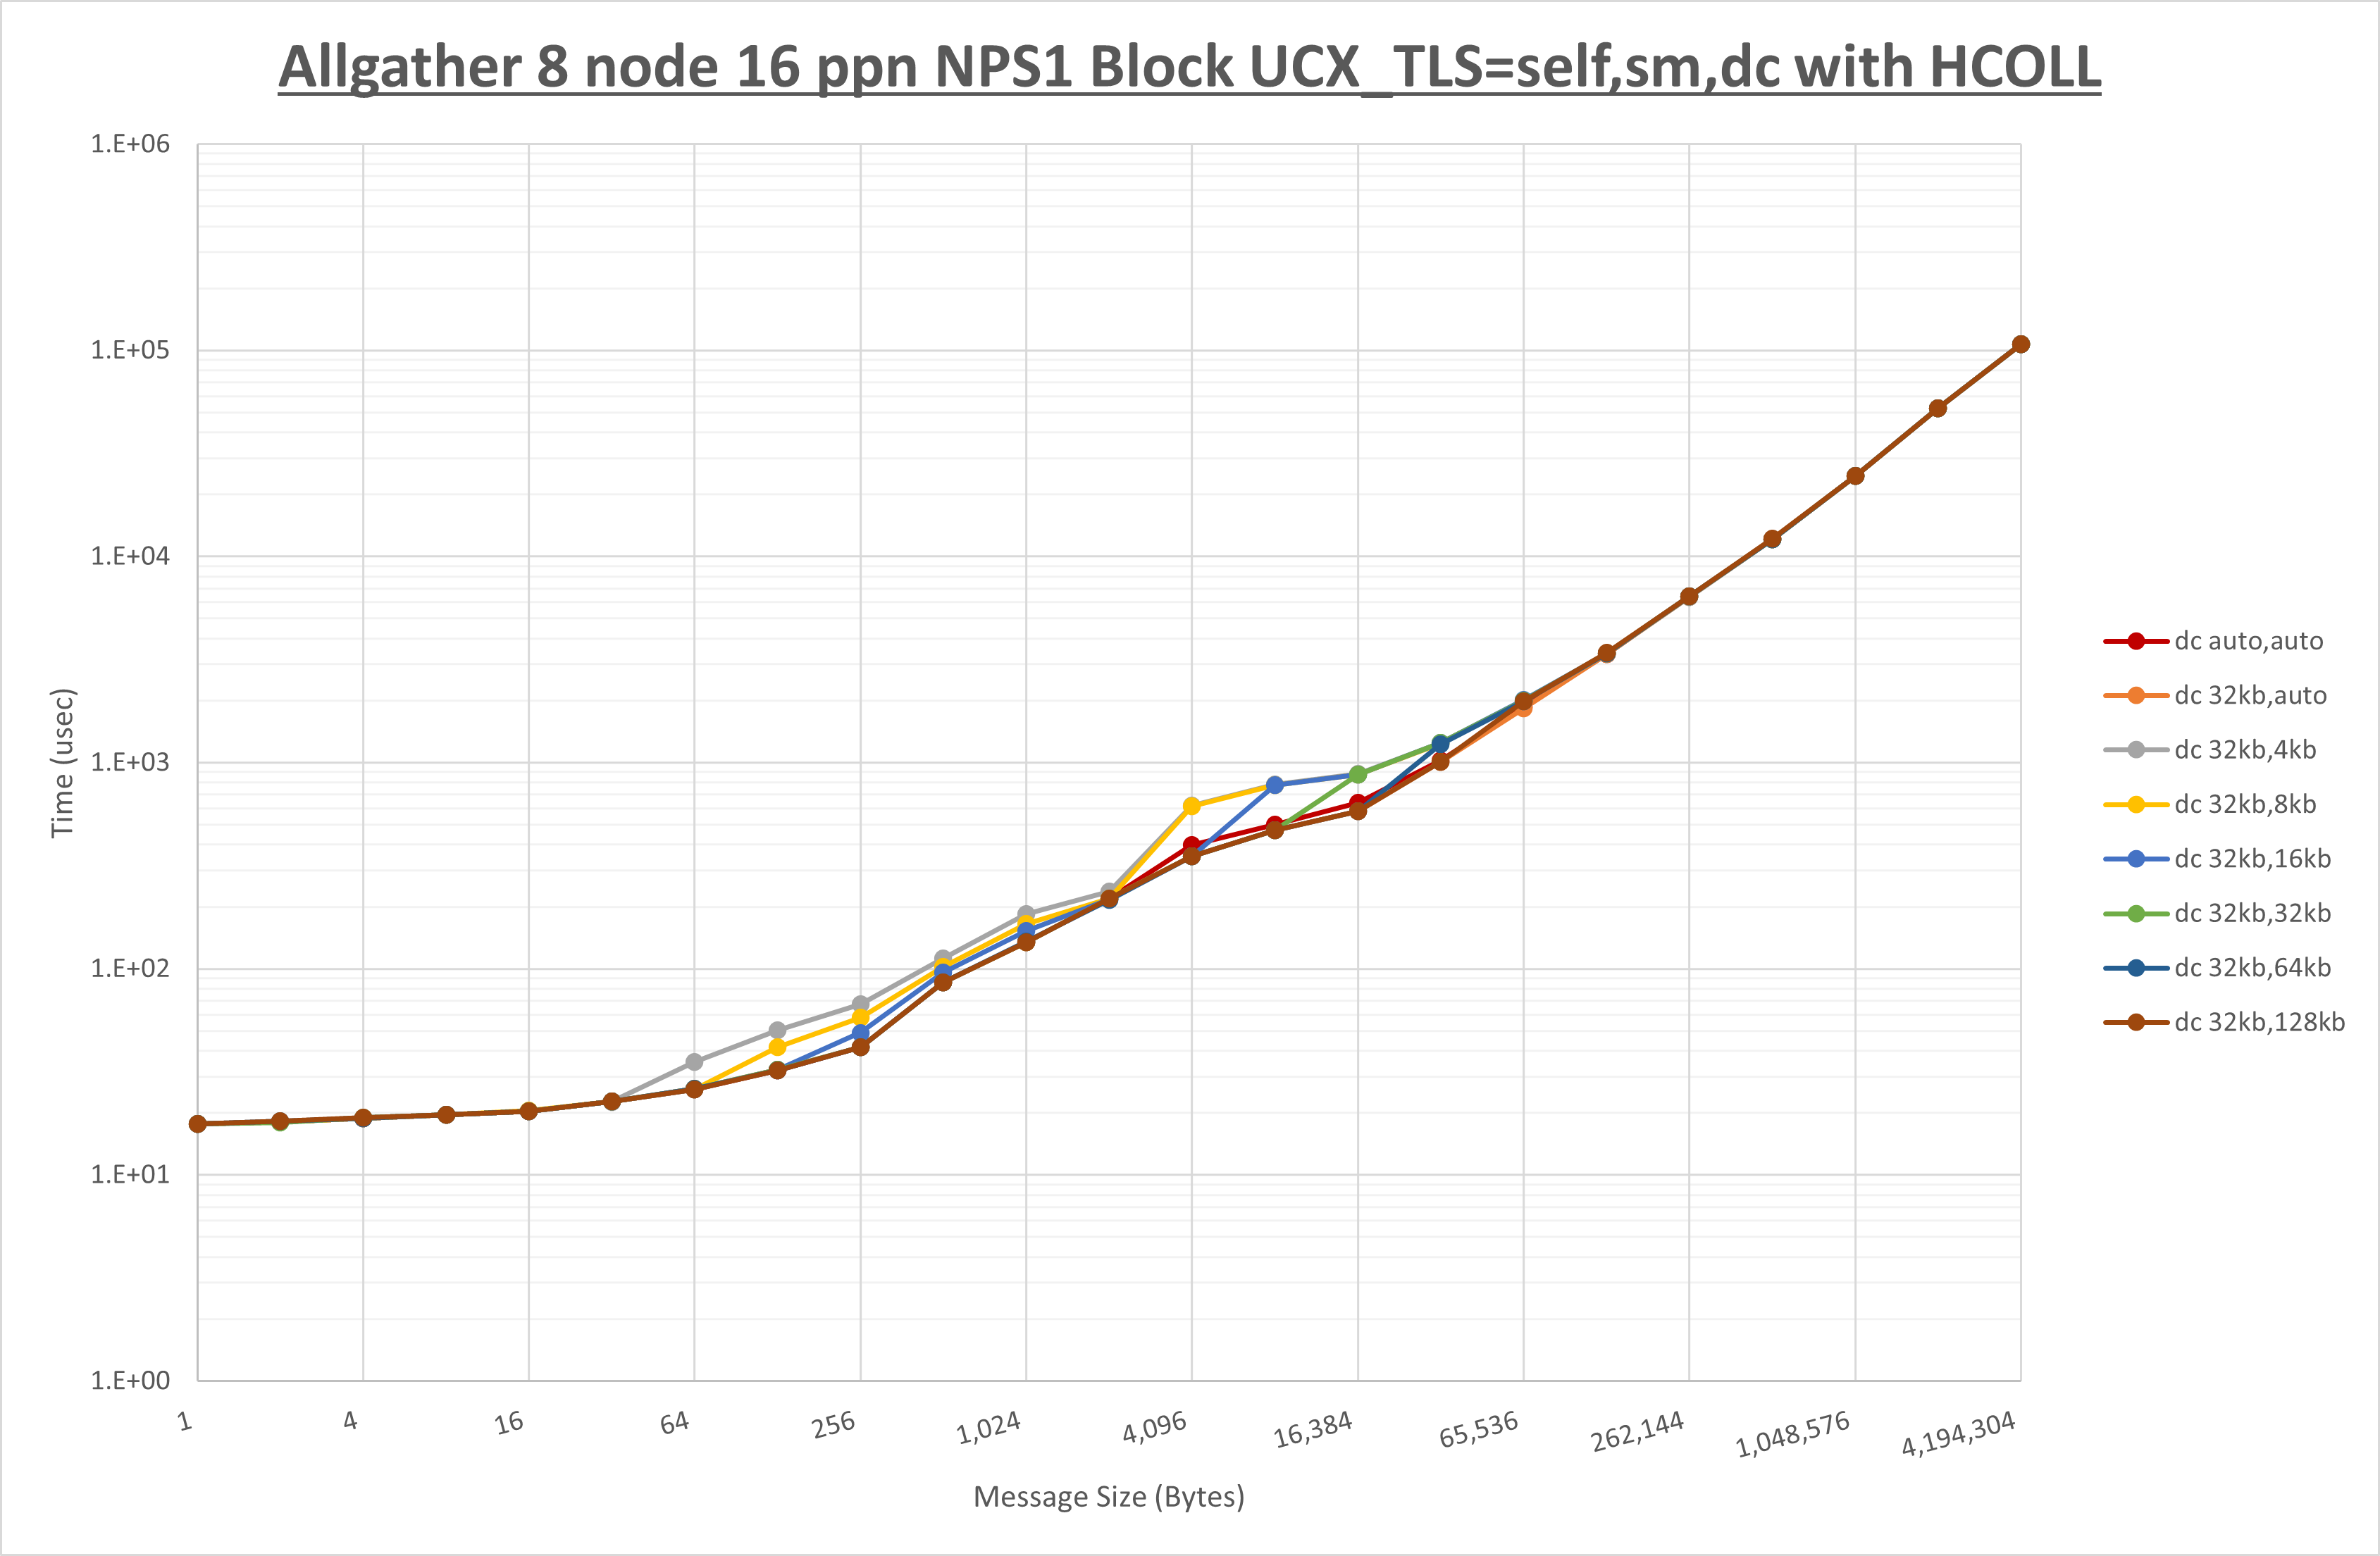 Allgather 8 node 16 ppn NPS1 Block UCX_TLS=self,sm,dc with HCOLL
1.E+06
1.E+05
1.E+04
1.E+03
1.E+02
1.E+01
1.E+00
Time (usec)
1 4 16 64 256 1,024 4,096 16,384 65,536 262,144 1,048,576 4,194,304
Message Size (Bytes)
dc auto,auto
dc 32kb,auto
dc 32kb,4kb
dc 32kb,8kb
dc 32kb,16kb
dc 32kb,32kb
dc 32kb,64kb
dc 32kb,128kb